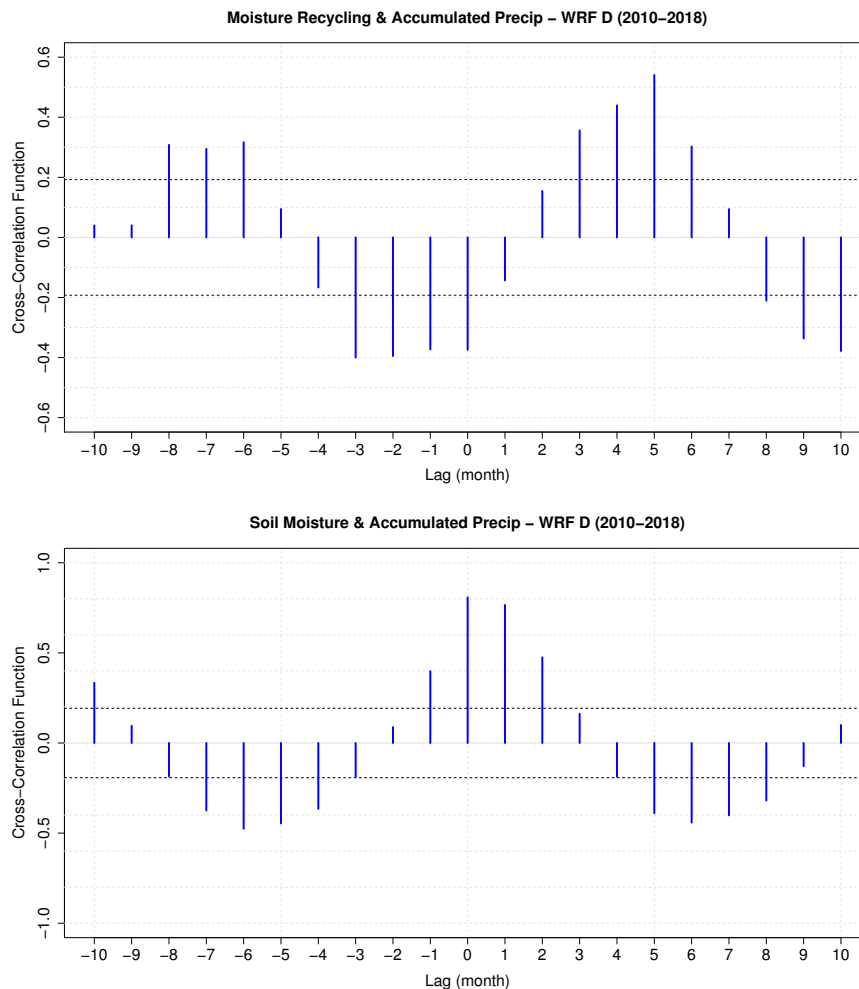 Moisture Recycling & Accumulated Precip − WRF D (2010−2018)
0.6
0.4
0.2
0.0
−0.2
−0.4
−0.6
Cross−Correlation Function
−10 −9 −8 −7 −6 −5 −4 −3 −2 −1 0 1 2 3 4 5 6 7 8 9 10
Lag (month)
Soil Moisture & Accumulated Precip − WRF D (2010−2018)
1.0
0.5
0.0
−0.5
−1.0
Cross−Correlation Function
−10 −9 −8 −7 −6 −5 −4 −3 −2 −1 0 1 2 3 4 5 6 7 8 9 10
Lag (month)